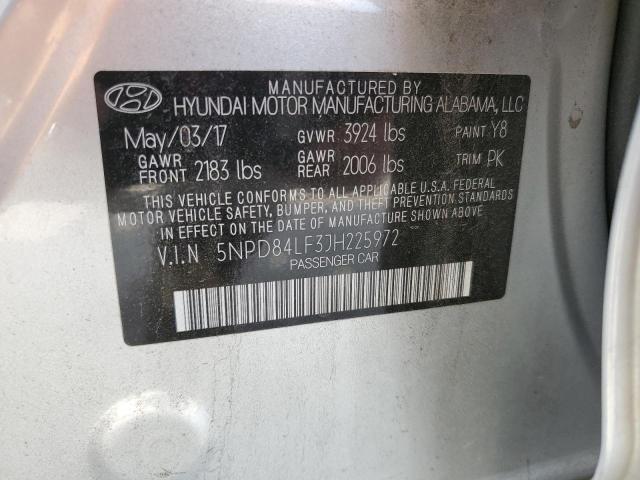 MANUFACTURED BY
HYUNDAI MOTOR MANUFACTURING ALABAMA, LLC
May/03/17 GVWR 3924 lbs PAINT Y8
GAWR FRONT 2183 lbs GAWR REAR 2006 lbs TRIM PK
THIS VEHICLE CONFORMS TO ALL APPLICABLE U.S.A. FEDERAL
MOTOR VEHICLE SAFETY, BUMPER, AND THEFT PREVENTION STANDARDS
IN EFFECT ON THE DATE OF MANUFACTURE SHOWN ABOVE.
V.I.N 5NPD84LF3JH225972
PASSENGER CAR